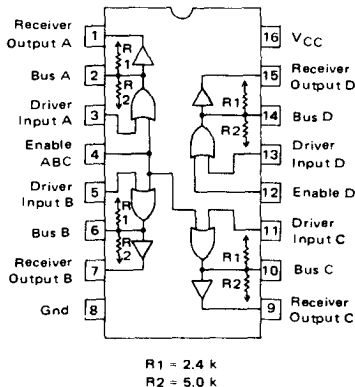 Receiver
Output A
1
Bus A
2
Driver
Input A
3
Enable
ABC
4
Driver
Input B
5
Bus B
6
Receiver
Output B
7
Gnd
8
R
1
R
2
R
1
R
2
16
VCC
15
Receiver
Output D
R1
14
Bus D
R2
13
Driver
Input D
12
Enable D
11
Driver
Input C
R1
10
Bus C
R2
9
Receiver
Output C
R1 = 2.4 k
R2 = 5.0 k